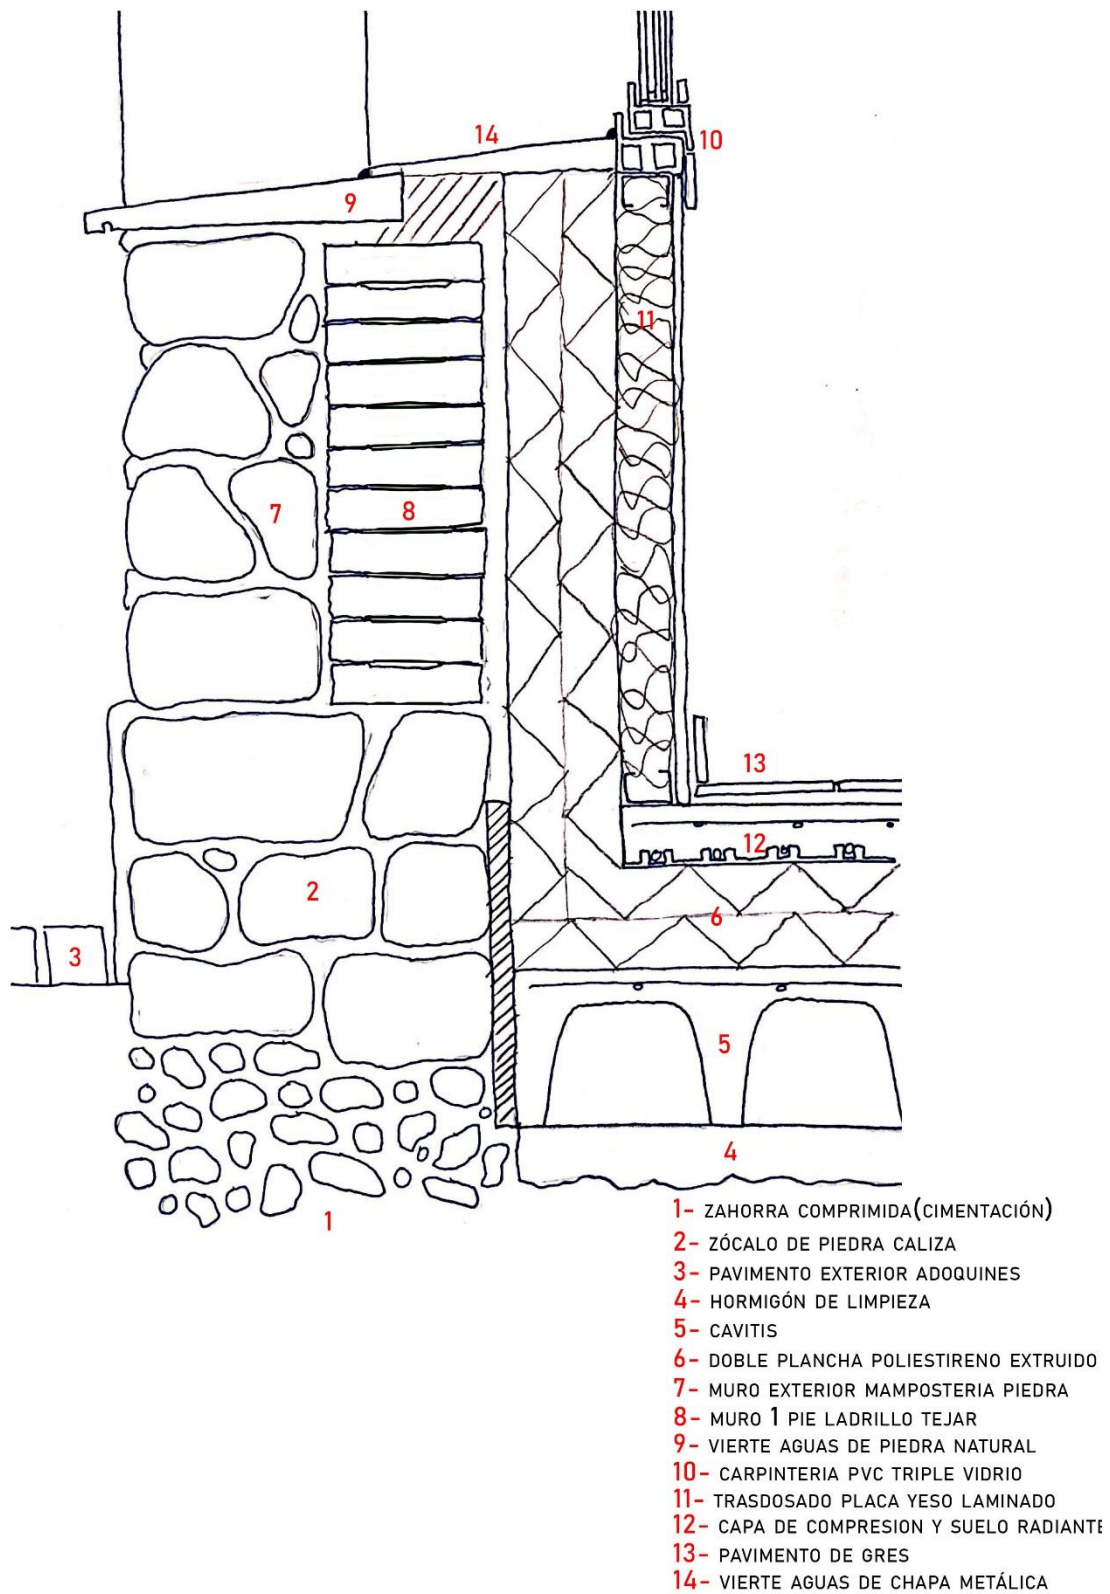 14
10
9
11
7
8
13
12
2
6
3
5
4
1
1- ZAHORRA COMPRIMIDA(CIMENTACIÓN)
2- ZÓCALO DE PIEDRA CALIZA
3- PAVIMENTO EXTERIOR ADOQUINES
4- HORMIGÓN DE LIMPIEZA
5- CAVITIS
6- DOBLE PLANCHA POLIESTIRENO EXTRUIDO
7- MURO EXTERIOR MAMPOSTERIA PIEDRA
8- MURO 1 PIE LADRILLO TEJAR
9- VIERTE AGUAS DE PIEDRA NATURAL
10- CARPINTERIA PVC TRIPLE VIDRIO
11- TRASDOSADO PLACA YESO LAMINADO
12- CAPA DE COMPRESION Y SUELO RADIANTE
13- PAVIMENTO DE GRES
14- VIERTE AGUAS DE CHAPA METÁLICA